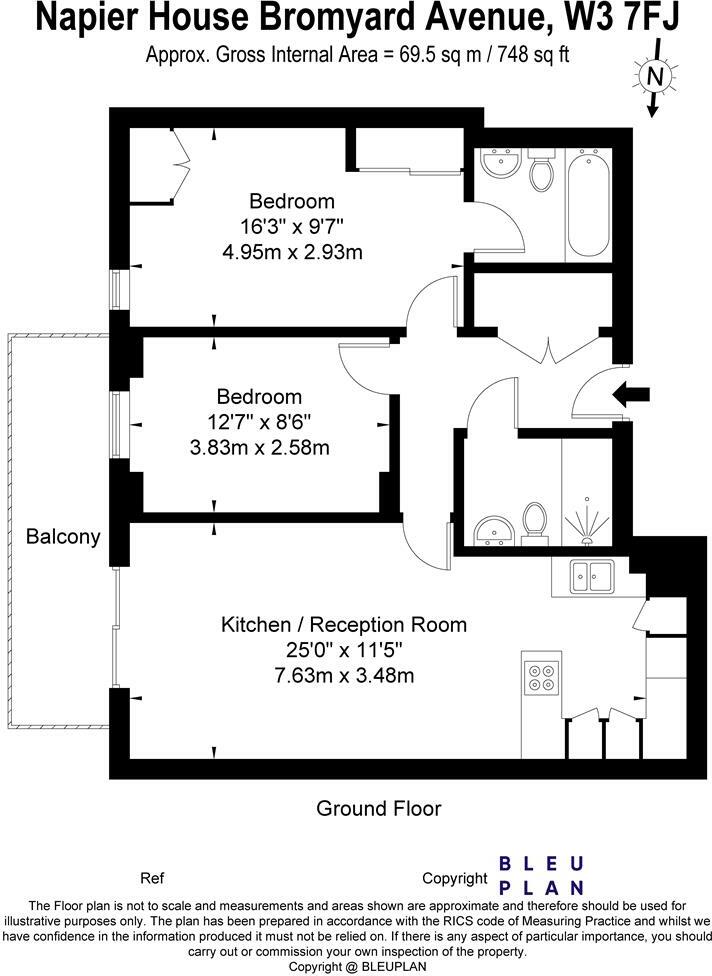 Napier House Bromyard Avenue, W3 7FJ
Approx. Gross Internal Area = 69.5 sq m / 748 sq ft
N
Bedroom
16'3" x 9'7"
4.95m x 2.93m
Bedroom
12'7" x 8'6"
3.83m x 2.58m
Balcony
Kitchen / Reception Room
25'0" x 11'5"
7.63m x 3.48m
Ground Floor
Ref
Copyright
BLEU
PLAN
The Floor plan is not to scale and measurements and areas shown are approximate and therefore should be used for
illustrative purposes only. The plan has been prepared in accordance with the RICS code of Measuring Practice and whilst we
have confidence in the information produced it must not be relied on. If there is any aspect of particular importance, you should
carry out or commission your own inspection of the property.
Copyright @ BLEUPLAN